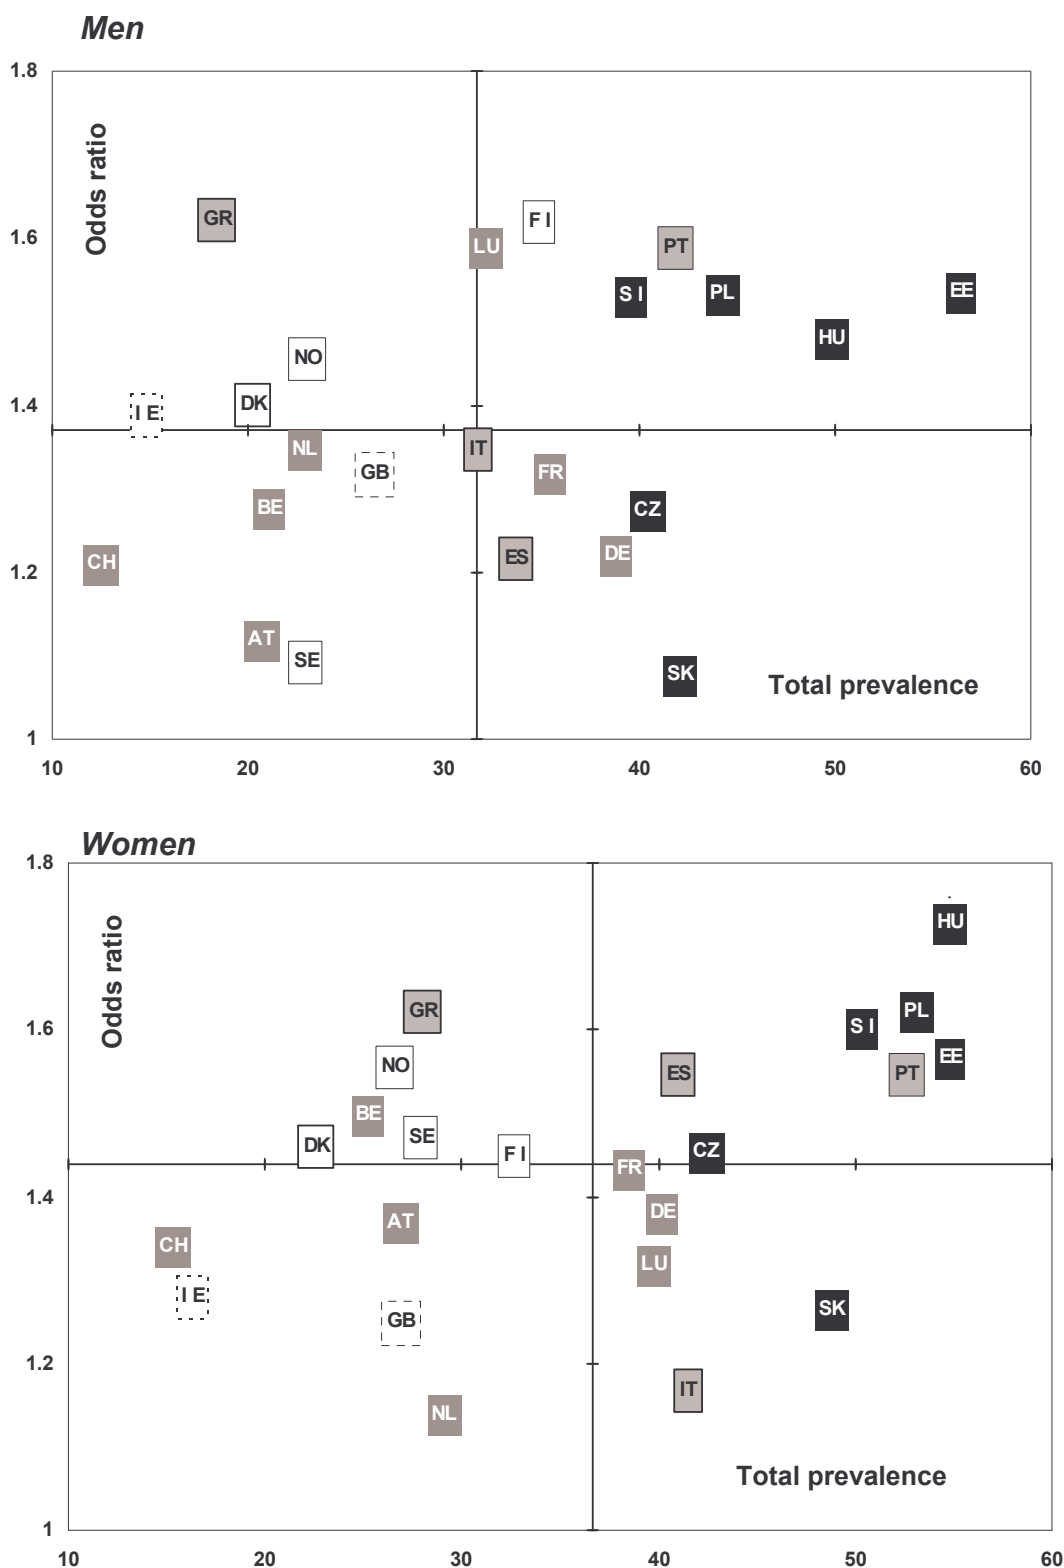 Men
1.8
Odds ratio
GR
F I
1.6
LU
PT
S I
PL
EE
HU
NO
1.4
I E
DK
NL
IT
GB
FR
BE
CZ
CH
ES
DE
1.2
AT
SE
SK
Total prevalence
1
10
20
30
40
50
60
Women
1.8
Odds ratio
HU
GR
PL
1.6
S I
NO
ES
EE
PT
BE
DK
SE
F I
CZ
FR
1.4
AT
DE
CH
LU
I E
GB
SK
1.2
IT
NL
Total prevalence
1
10
20
30
40
50
60